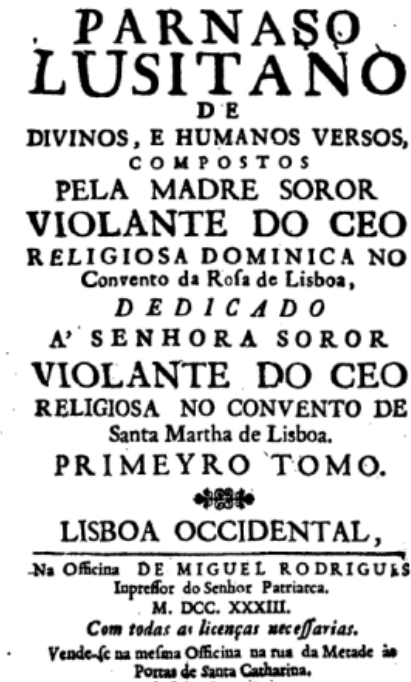 PARNASO
LUSITANO
DE
DIVINOS, E HUMANOS VERSOS,
COMPOSTOS
PELA MADRE SOROR
VIOLANTE DO CEO
RELIGIOSA DOMINICA NO
Convento da Rosa de Lisboa,
DEDICADO
A' SENHORA SOROR
VIOLANTE DO CEO
RELIGIOSA NO CONVENTO DE
Santa Martha de Lisboa.
PRIMEYRO TOMO.
LISBOA OCCIDENTAL,
Na Officina DE MIGUEL RODRIGUES
Inpressor do Senhor Patriarca.
M. DCC. XXXIII.
Com todas as licenças necessarias.
Vende-se na mesma Officina na rua da Metade às
Portas de Santa Catharina.